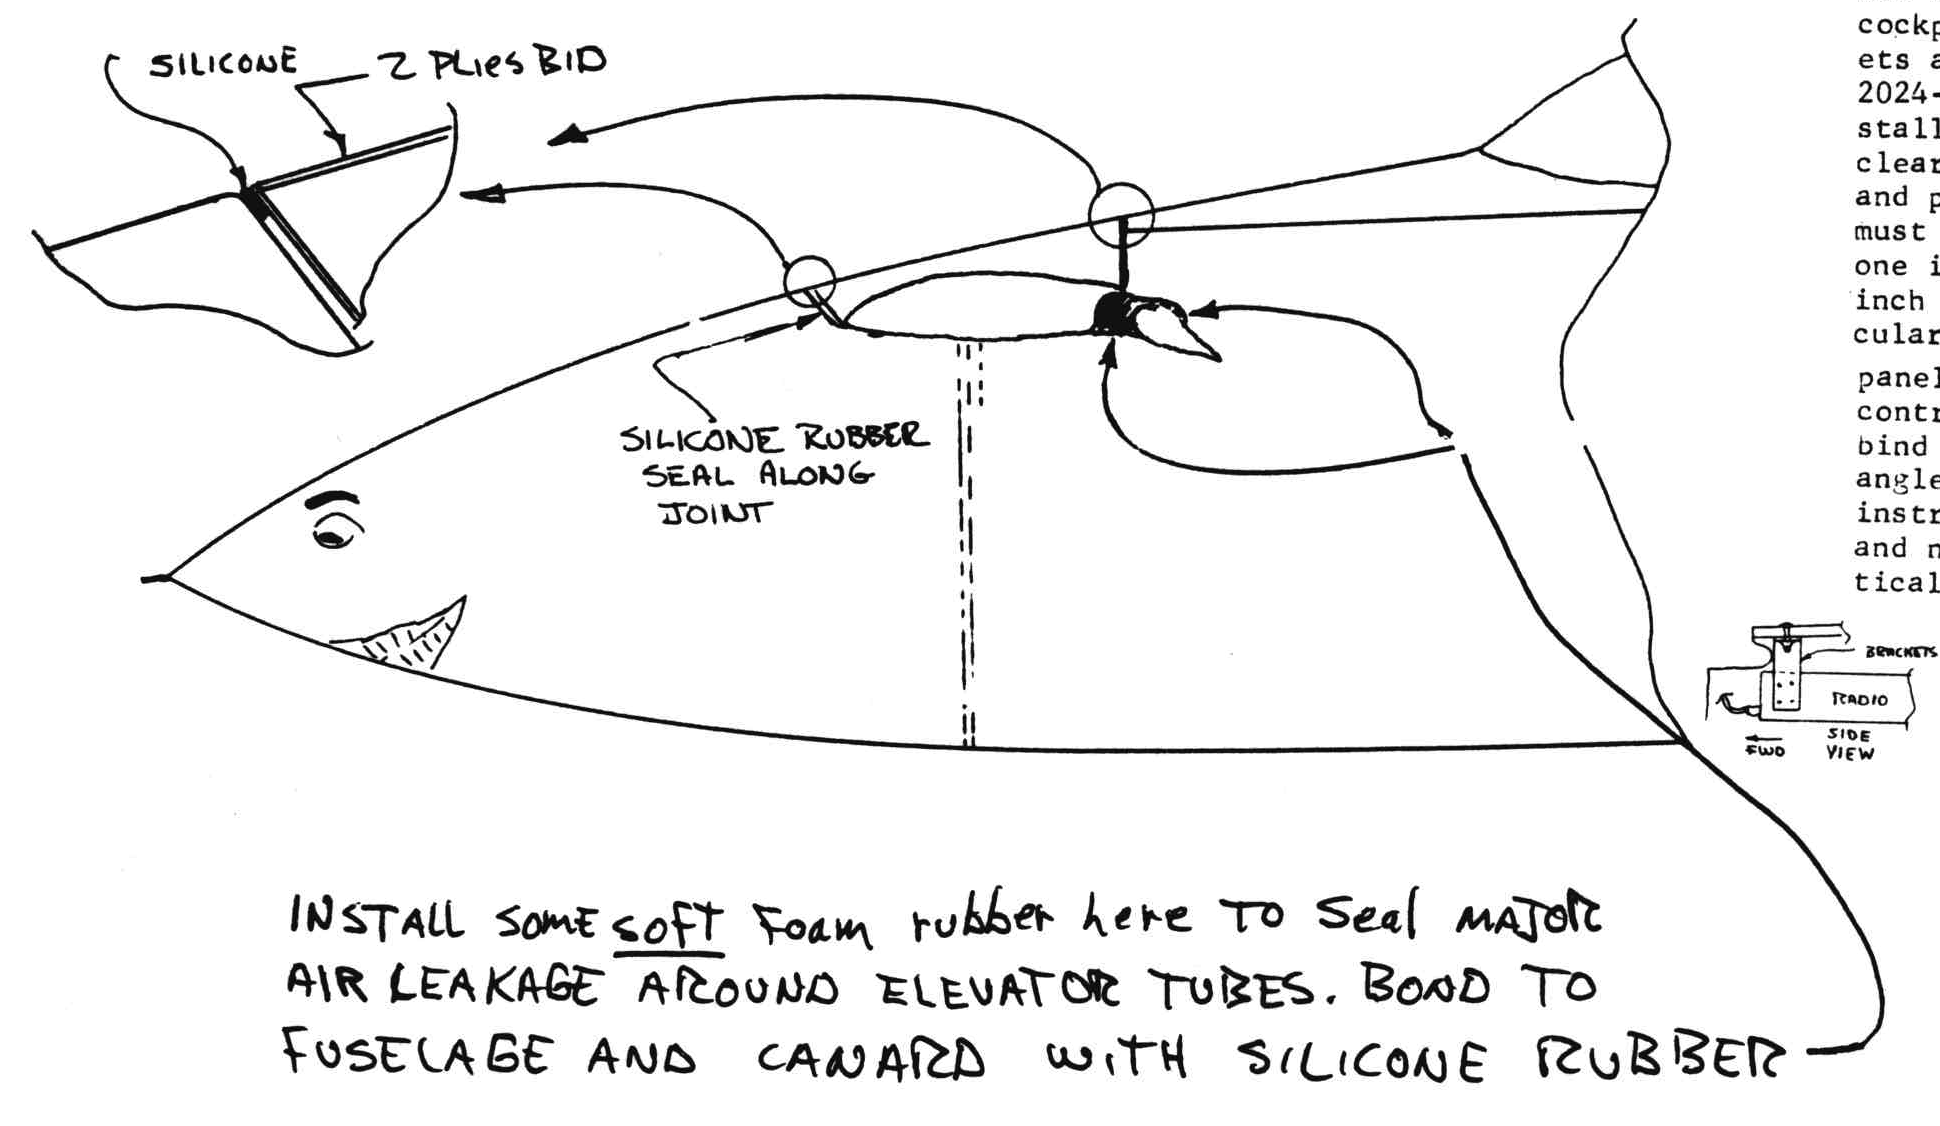 SILICONE
2 PLIES BID
SILICONE RUBBER
SEAL ALONG
JOINT
INSTALL SOME SOFT FOAM rubber here TO Seal MAJOR
AIR LEAKAGE AROUND ELEVATOR TUBES. BOND TO
FUSELAGE AND CANARD WITH SILICONE RUBBER
ets a
2024-
stall
clear
and p
must
one i
inch
cular
panel
contr
bind
angle
instr
and n
tical
BRACKETS
RADIO
SIDE
VIEW
FWD